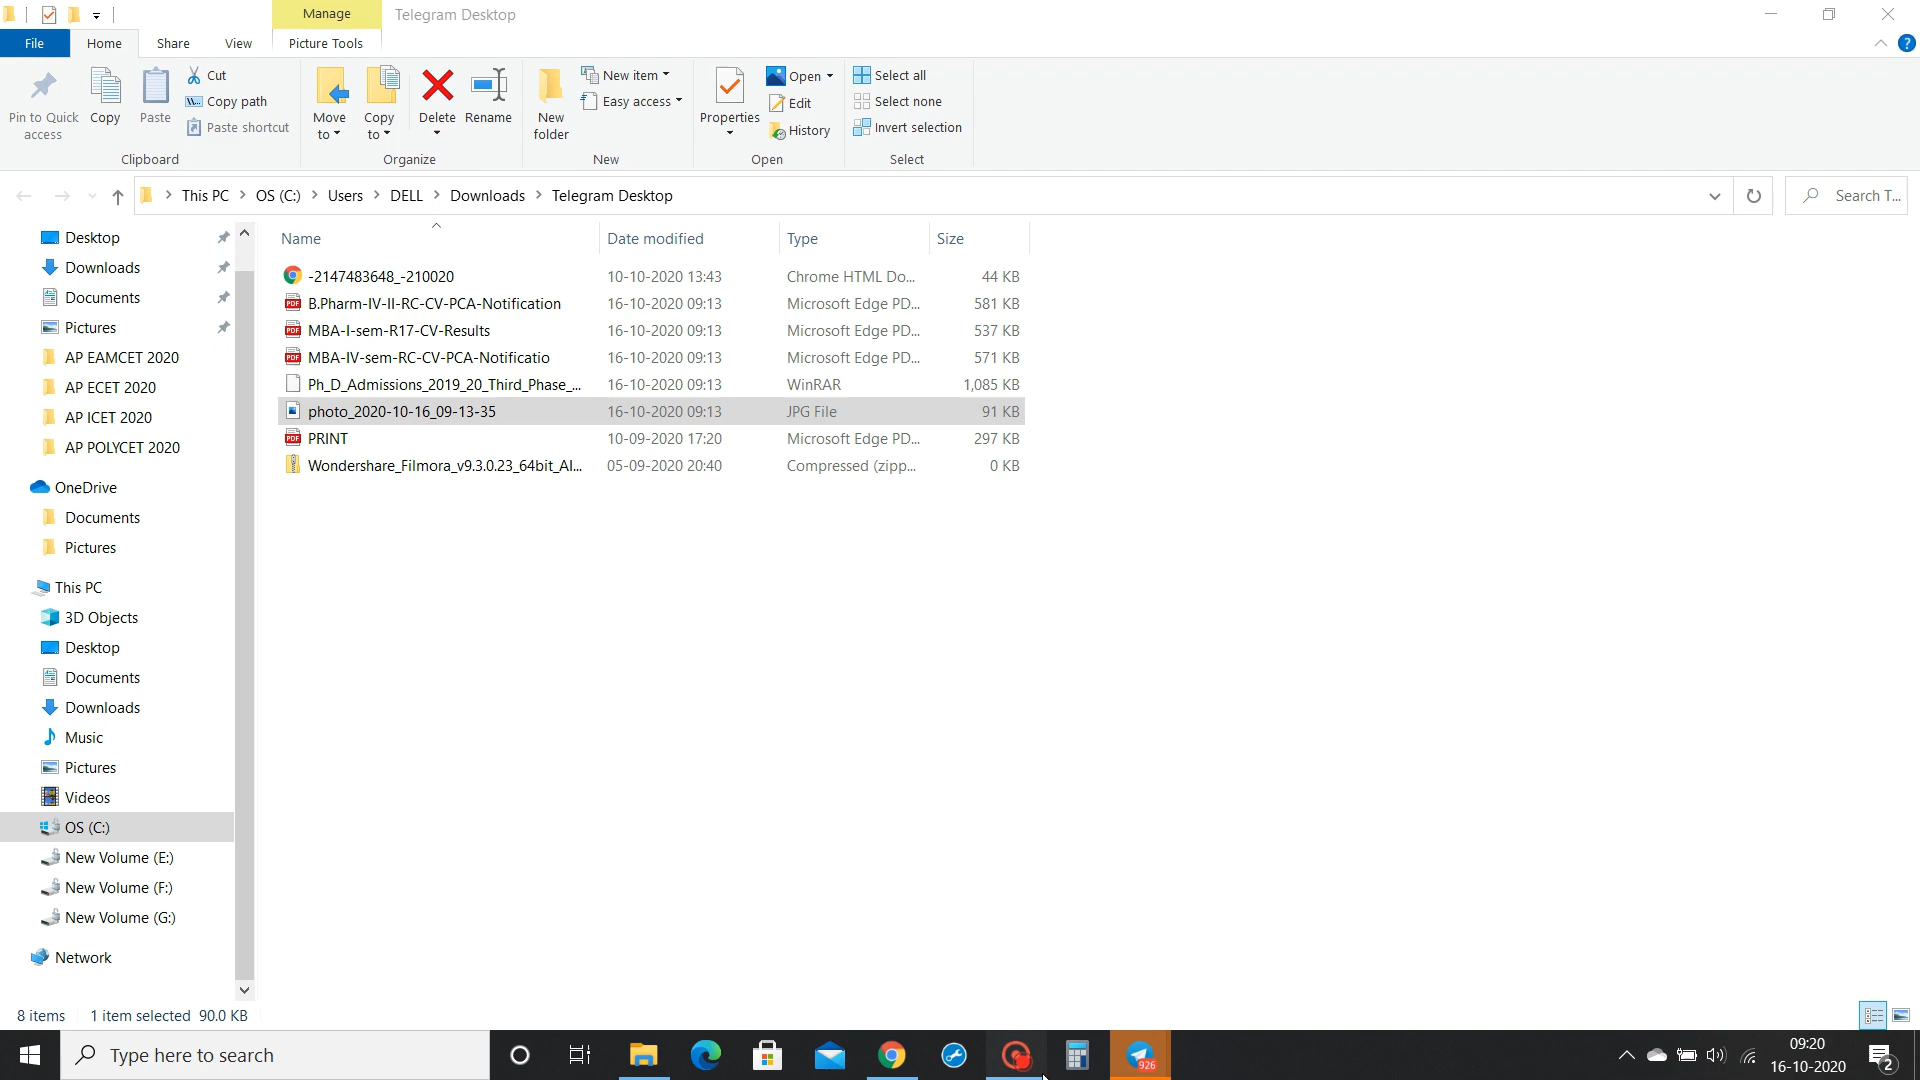 Manage
Telegram Desktop
File
Home
Share
View
Picture Tools
Pin to Quick
access
Copy
Paste
Cut
Copy path
Paste shortcut
Clipboard
Move
to
Copy
to
Delete
Rename
Organize
New
folder
New item
Easy access
New
Properties
Open
Edit
History
Open
Select all
Select none
Invert selection
Select
This PC > OS (C:) > Users > DELL > Downloads > Telegram Desktop
Search T...
Desktop
Downloads
Documents
Pictures
AP EAMCET 2020
AP ECET 2020
AP ICET 2020
AP POLYCET 2020
OneDrive
Documents
Pictures
This PC
3D Objects
Desktop
Documents
Downloads
Music
Pictures
Videos
OS (C:)
New Volume (E:)
New Volume (F:)
New Volume (G:)
Network
Name Date modified Type Size
-2147483648_-210020 10-10-2020 13:43 Chrome HTML Do... 44 KB
PDF B.Pharm-IV-II-RC-CV-PCA-Notification 16-10-2020 09:13 Microsoft Edge PD... 581 KB
PDF MBA-I-sem-R17-CV-Results 16-10-2020 09:13 Microsoft Edge PD... 537 KB
PDF MBA-IV-sem-RC-CV-PCA-Notificatio 16-10-2020 09:13 Microsoft Edge PD... 571 KB
Ph_D_Admissions_2019_20_Third_Phase_... 16-10-2020 09:13 WinRAR 1,085 KB
photo_2020-10-16_09-13-35 16-10-2020 09:13 JPG File 91 KB
PDF PRINT 10-09-2020 17:20 Microsoft Edge PD... 297 KB
Wondershare_Filmora_v9.3.0.23_64bit_Al... 05-09-2020 20:40 Compressed (zipp... 0 KB
8 items 1 item selected 90.0 KB
Type here to search
926
09:20
16-10-2020
2